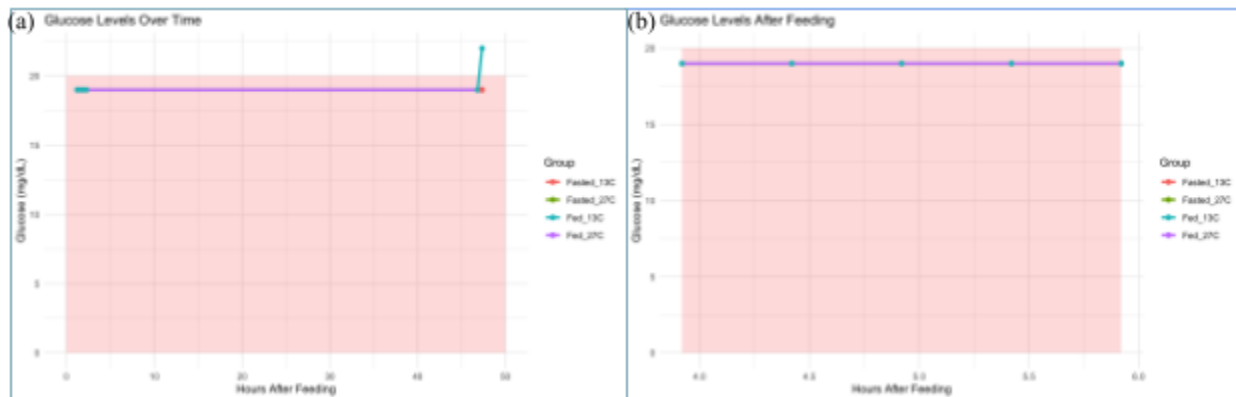 (a) Glucose Levels Over Time
20
15
10
5
0
Glucose (mg/dL)
0 10 20 30 40 50
Hours After Feeding
Group
Fasted_13C
Fasted_27C
Fed_13C
Fed_27C
(b) Glucose Levels After Feeding
20
15
10
5
0
Glucose (mg/dL)
4.0 4.5 5.0 5.5 6.0
Hours After Feeding
Group
Fasted_13C
Fasted_27C
Fed_13C
Fed_27C